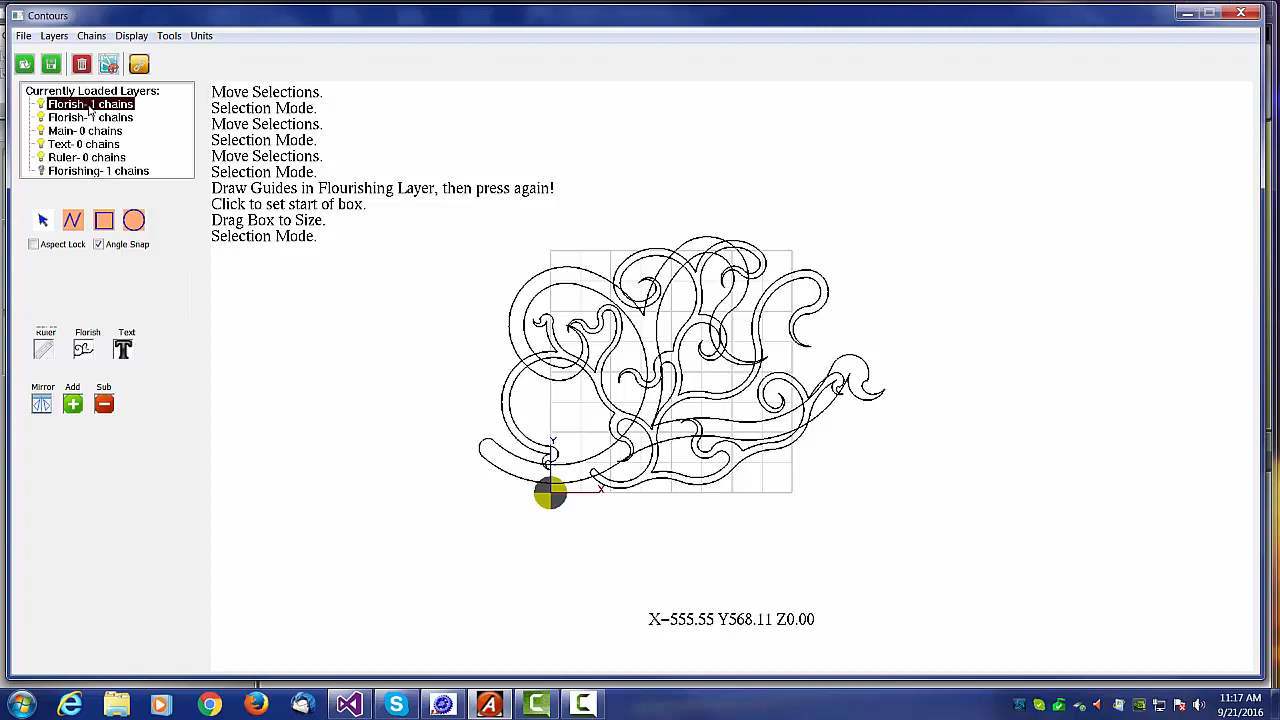 Contours
File Layers Chains Display Tools Units
Currently Loaded Layers:
Florish- 1 chains
Florish- 1 chains
Main- 0 chains
Text- 0 chains
Ruler- 0 chains
Florishing- 1 chains
Aspect Lock Angle Snap
Ruler Florish Text
T
Mirror Add Sub
Move Selections.
Selection Mode.
Move Selections.
Selection Mode.
Move Selections.
Selection Mode.
Draw Guides in Flourishing Layer, then press again!
Click to set start of box.
Drag Box to Size.
Selection Mode.
Y
X
X=555.55 Y568.11 Z0.00
11:17 AM
9/21/2016